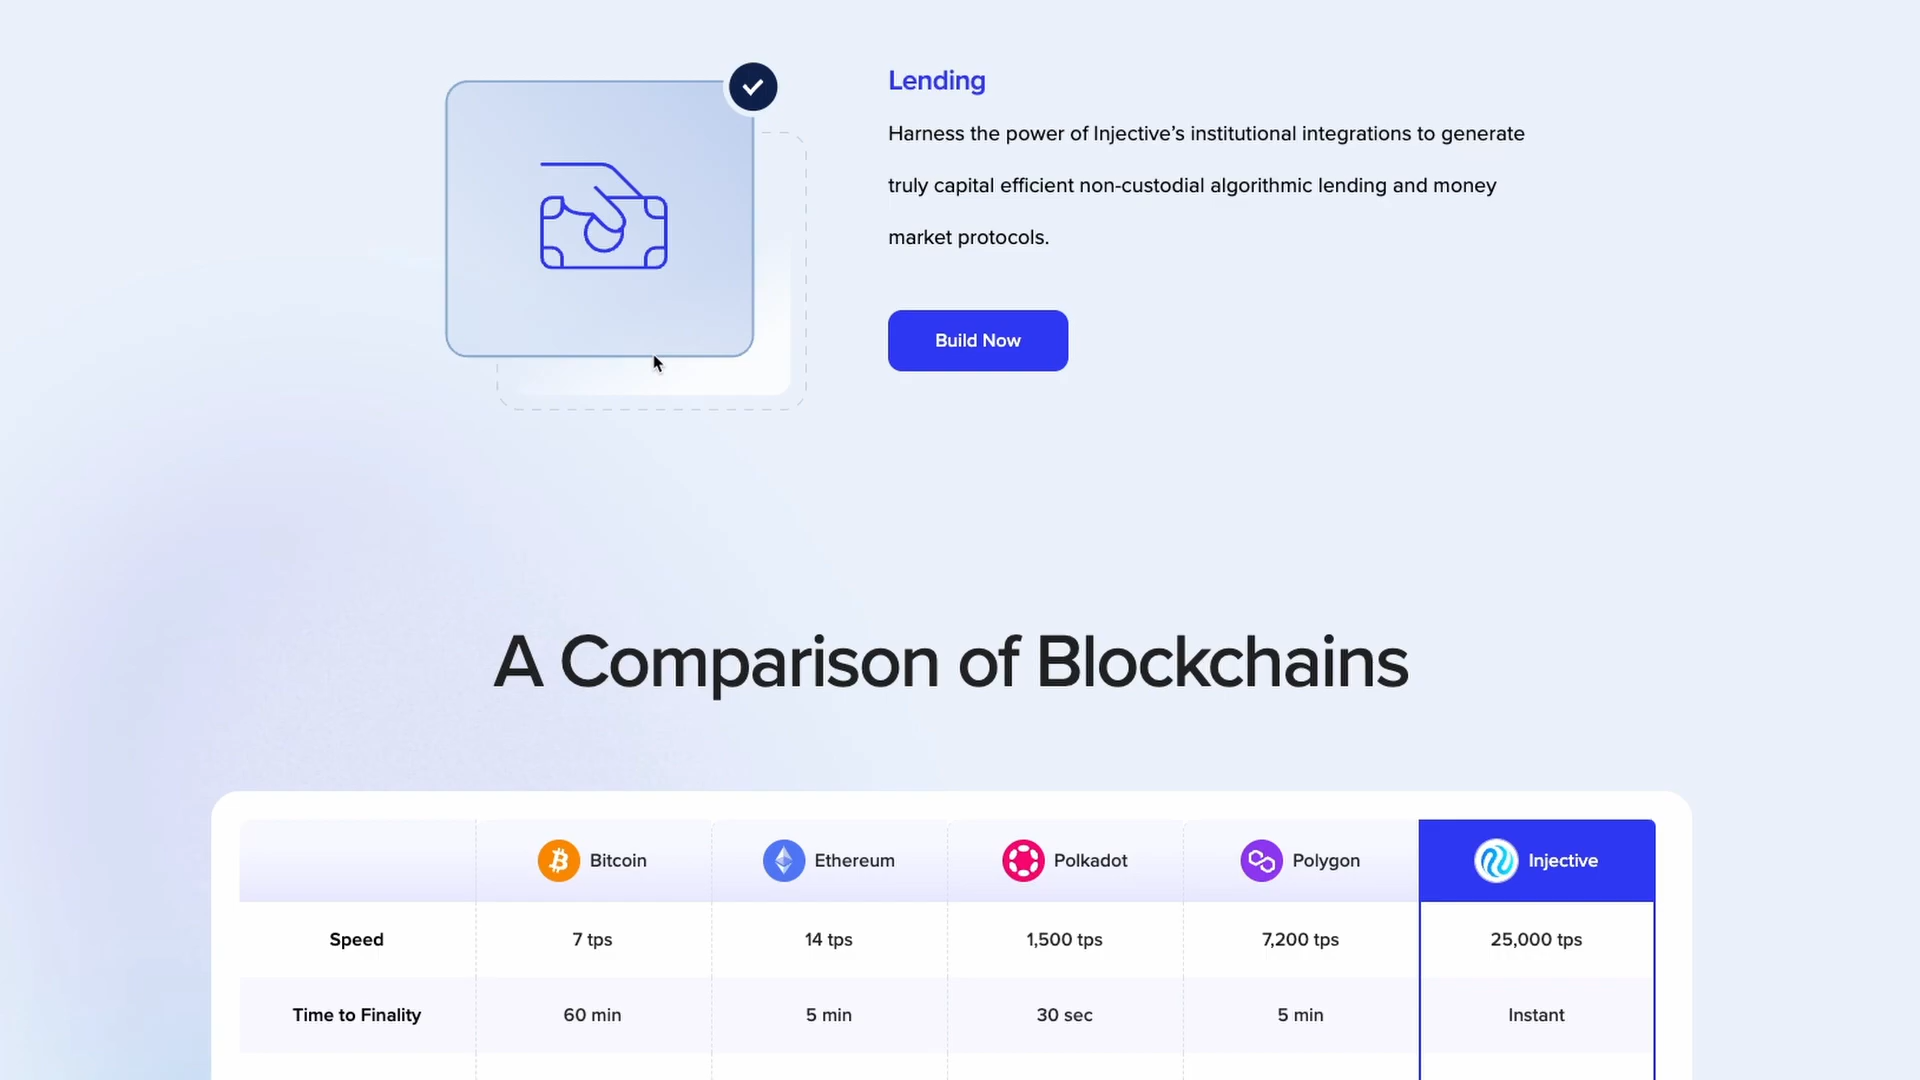 Lending
Harness the power of Injective’s institutional integrations to generate
truly capital efficient non-custodial algorithmic lending and money
market protocols.
Build Now
A Comparison of Blockchains
Bitcoin Ethereum Polkadot Polygon Injective
Speed 7 tps 14 tps 1,500 tps 7,200 tps 25,000 tps
Time to Finality 60 min 5 min 30 sec 5 min Instant